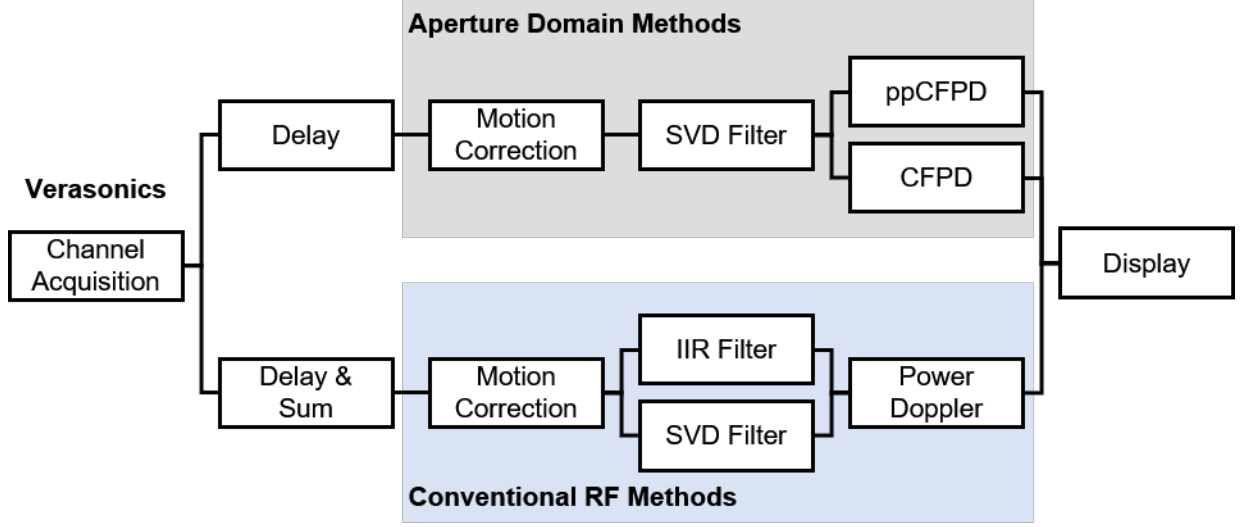 Aperture Domain Methods
Delay
Motion
Correction
SVD Filter
ppCFPD
CFPD
Verasonics
Channel
Acquisition
Display
Delay &
Sum
Motion
Correction
IIR Filter
SVD Filter
Power
Doppler
Conventional RF Methods